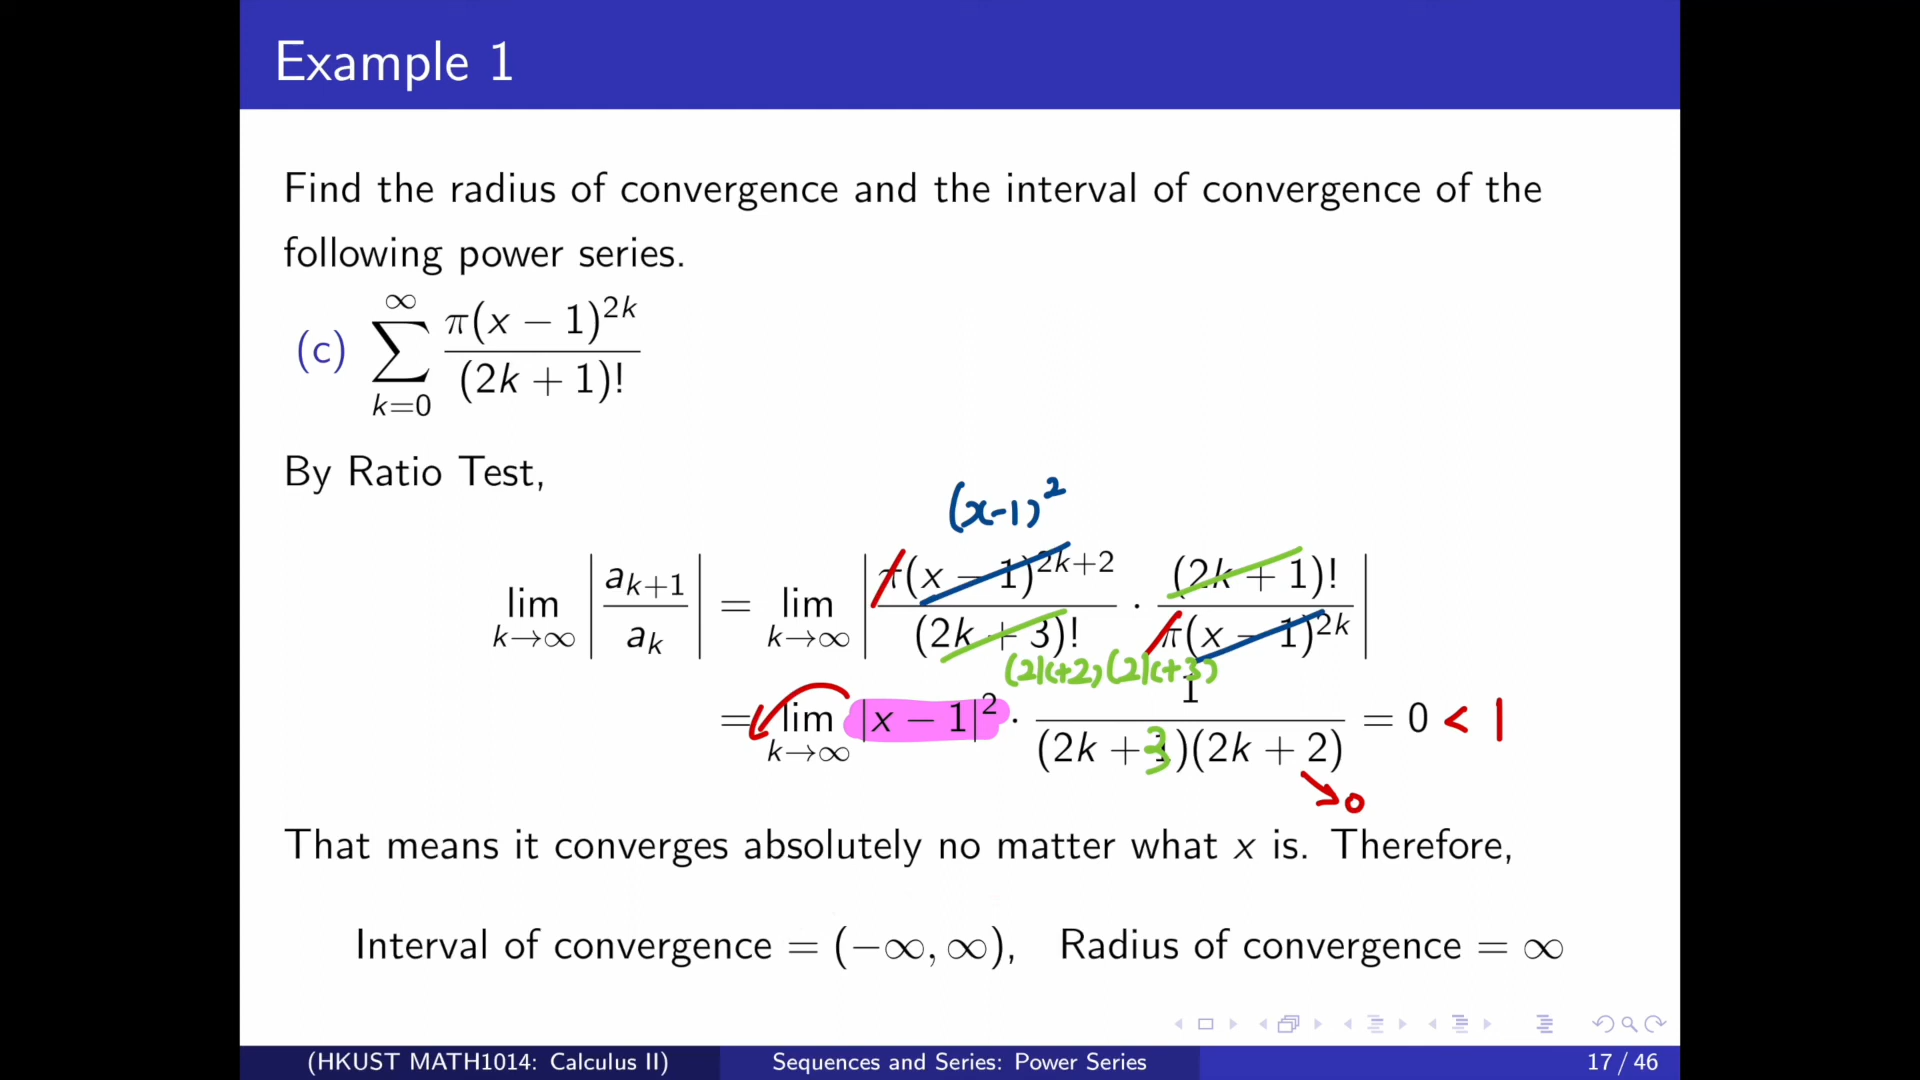 Example 1
Find the radius of convergence and the interval of convergence of the
following power series.
(c) ∑_{k=0}^{∞} π(x − 1)^{2k} / (2k + 1)!
By Ratio Test,
(x-1)^2
lim_{k→∞} |a_{k+1} / a_k| = lim_{k→∞} |π(x − 1)^{2k+2} / (2k + 3)! · (2k + 1)! / π(x − 1)^{2k}|
(2k+2)(2k+3)
= lim_{k→∞} |x − 1|^2 · 1 / (2k + 3)(2k + 2) = 0 < 1
→ 0
That means it converges absolutely no matter what x is. Therefore,
Interval of convergence = (−∞, ∞), Radius of convergence = ∞
(HKUST MATH1014: Calculus II) Sequences and Series: Power Series 17 / 46